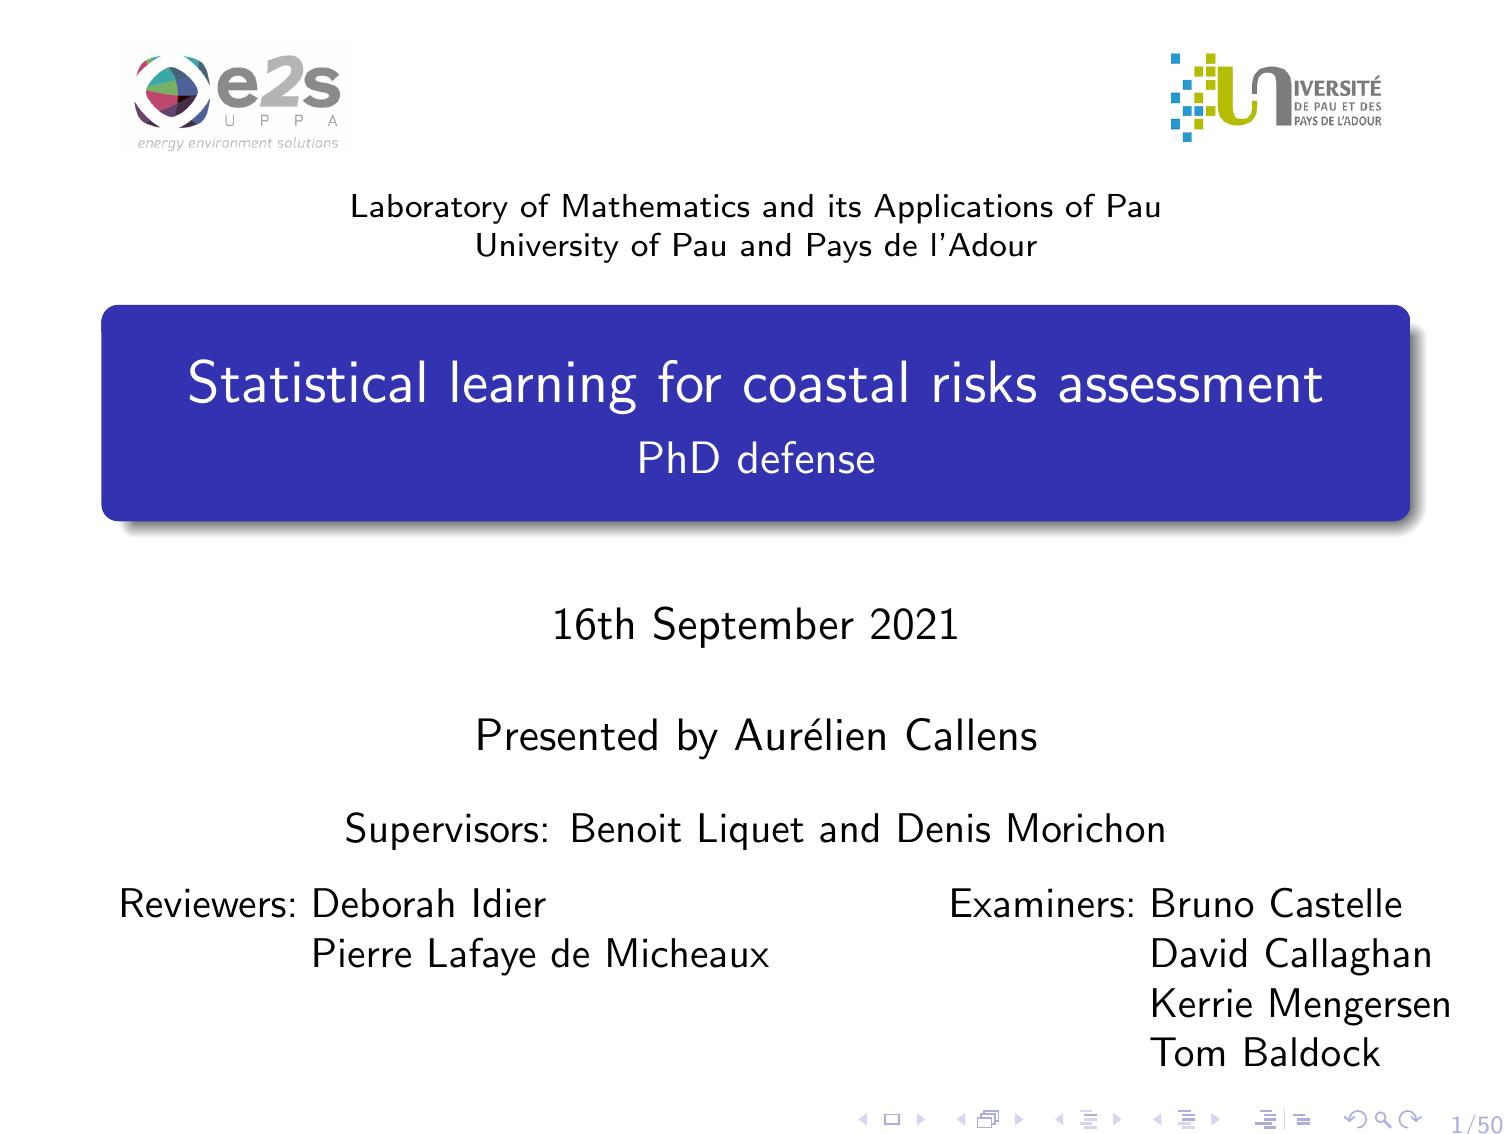 e2s
UPPA
energy environment solutions
UNIVERSITÉ
DE PAU ET DES
PAYS DE L'ADOUR
Laboratory of Mathematics and its Applications of Pau
University of Pau and Pays de l'Adour
Statistical learning for coastal risks assessment
PhD defense
16th September 2021
Presented by Aurélien Callens
Supervisors: Benoit Liquet and Denis Morichon
Reviewers: Deborah Idier
Pierre Lafaye de Micheaux
Examiners: Bruno Castelle
David Callaghan
Kerrie Mengersen
Tom Baldock
1/50